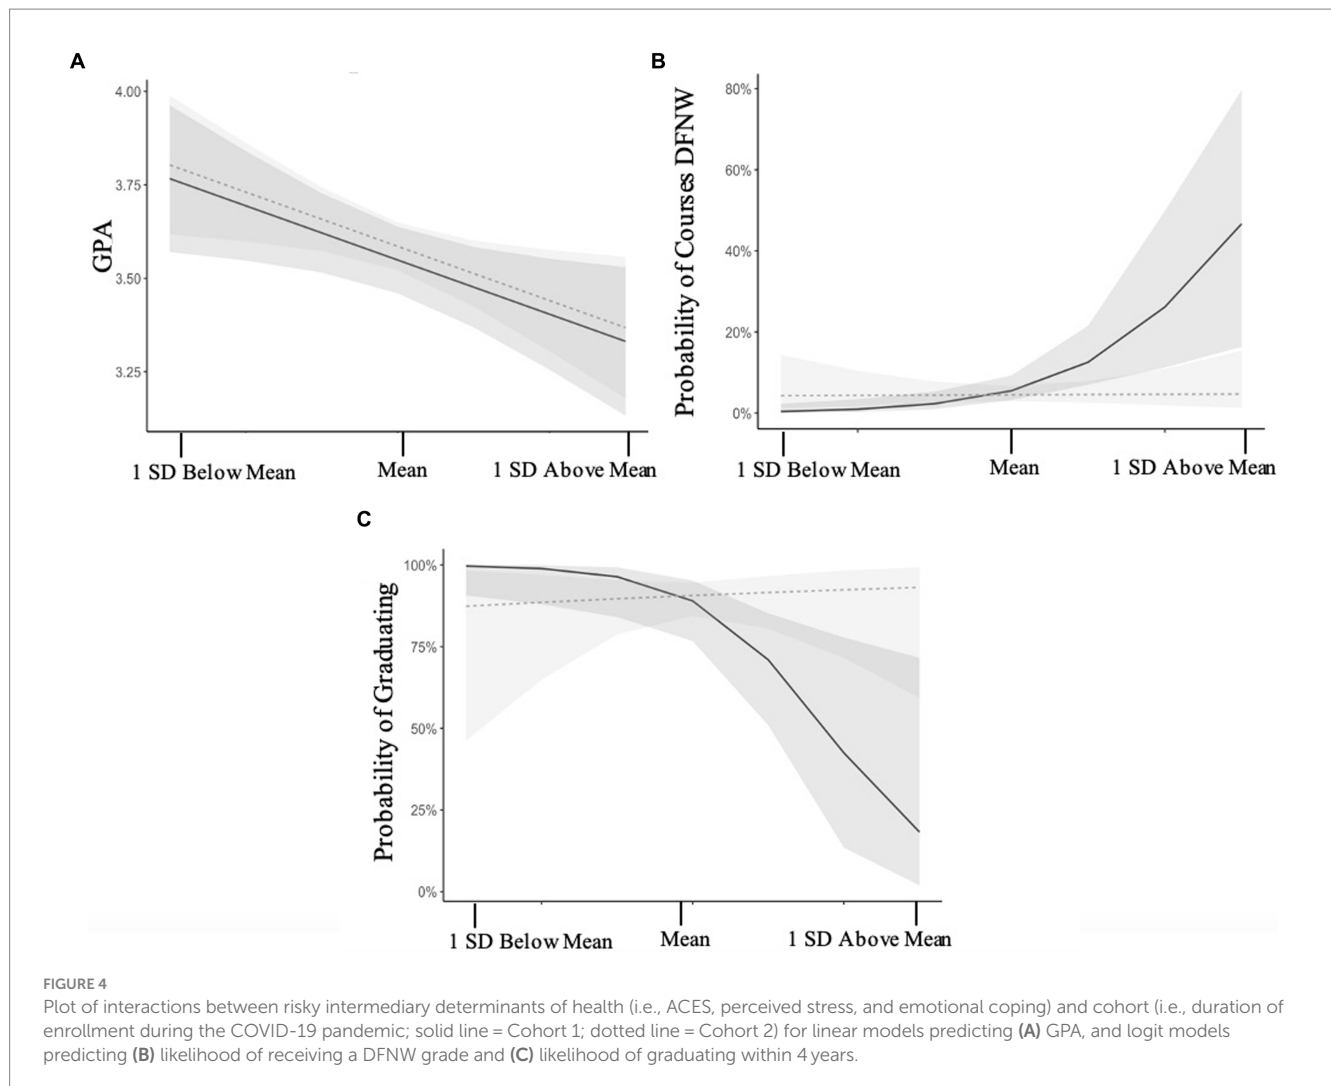 A
GPA
4.00
3.75
3.50
3.25
1 SD Below Mean
Mean
1 SD Above Mean
B
Probability of Courses DFNW
80%
60%
40%
20%
0%
1 SD Below Mean
Mean
1 SD Above Mean
C
Probability of Graduating
100%
75%
50%
25%
0%
1 SD Below Mean
Mean
1 SD Above Mean
FIGURE 4
Plot of interactions between risky intermediary determinants of health (i.e., ACES, perceived stress, and emotional coping) and cohort (i.e., duration of
enrollment during the COVID-19 pandemic; solid line = Cohort 1; dotted line = Cohort 2) for linear models predicting (A) GPA, and logit models
predicting (B) likelihood of receiving a DFNW grade and (C) likelihood of graduating within 4 years.